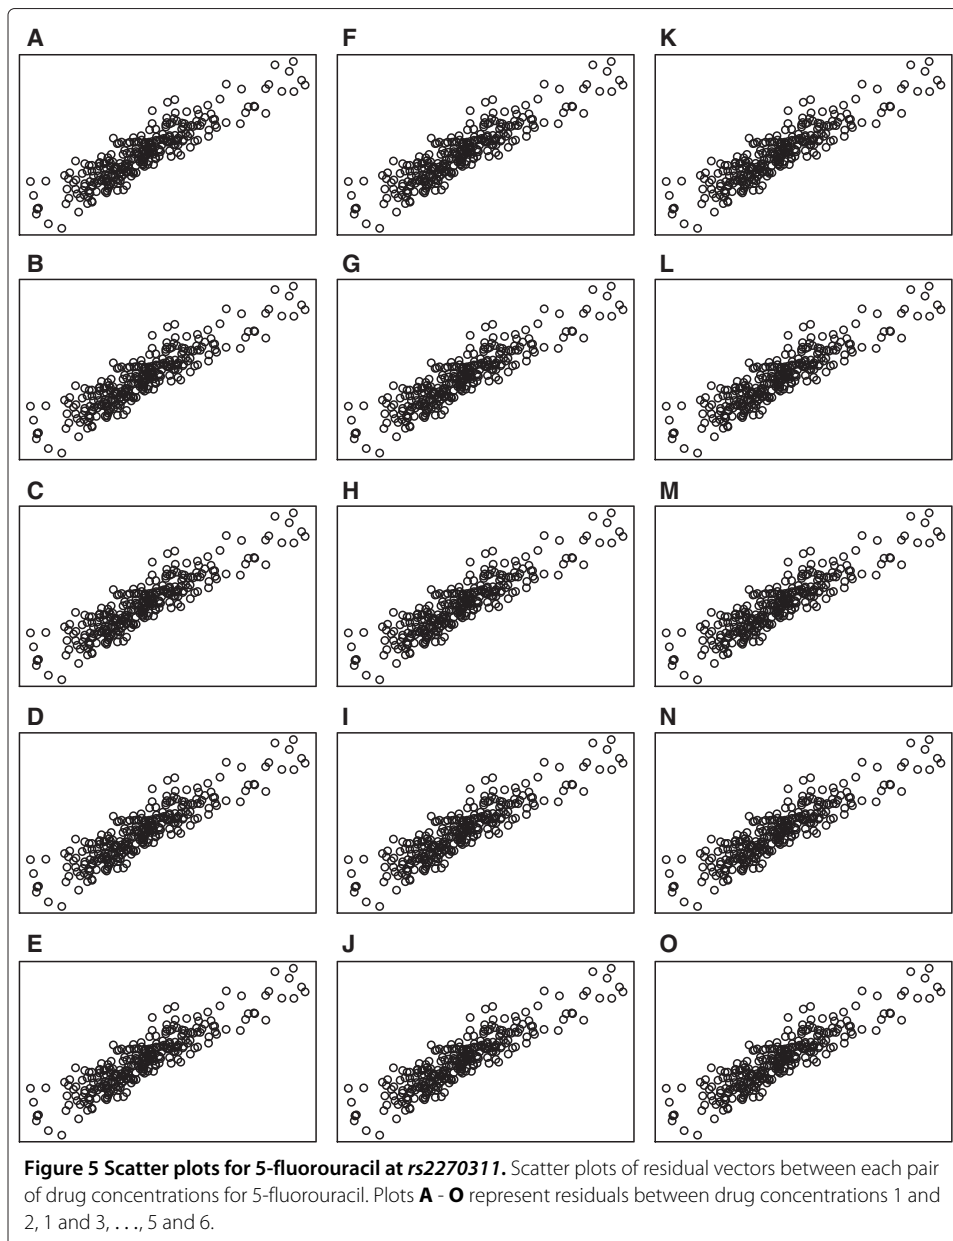 A F K
B G L
C H M
D I N
E J O
Figure 5 Scatter plots for 5-fluorouracil at rs2270311. Scatter plots of residual vectors between each pair
of drug concentrations for 5-fluorouracil. Plots A - O represent residuals between drug concentrations 1 and
2, 1 and 3, . . ., 5 and 6.